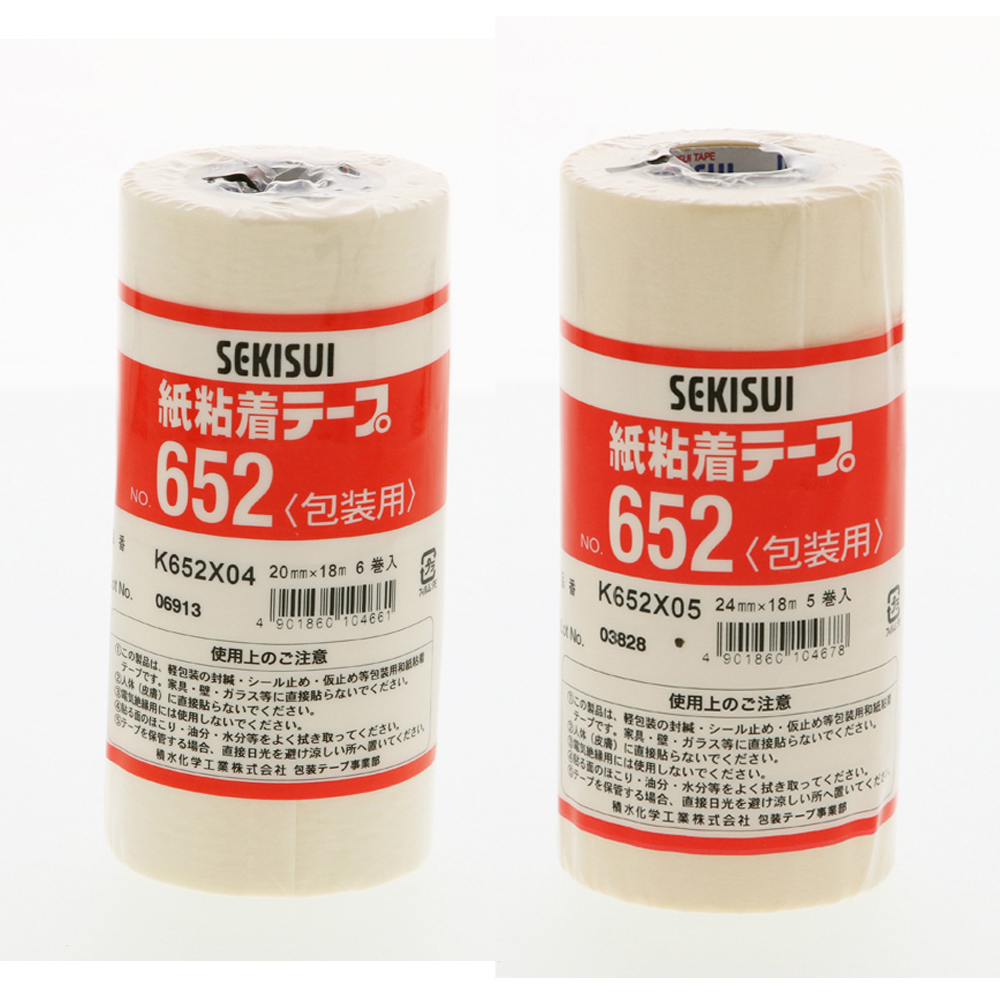 SEKISUI
紙粘着テープ
NO. 652〈包装用〉
番 K652X04 20mm×18m 6巻入
No. 06913
4 901860 104661
使用上のご注意
①この製品は、軽包装の封緘・シール止め・仮止め等包装用和紙粘着
テープです。家具・壁・ガラス等に直接貼らないでください。
②人体（皮膚）に直接貼らないでください。
③電気絶縁用には使用しないでください。
④貼る面のほこり・油分・水分等をよく拭き取ってください。
⑤テープを保管する場合、直接日光を避け涼しい所へ置いてください。
積水化学工業株式会社 包装テープ事業部
SUI TAPE
SEKISUI
紙粘着テープ
NO. 652〈包装用〉
番 K652X05 24mm×18m 5巻入
Lot No. 03828
4 901860 104678
使用上のご注意
①この製品は、軽包装の封緘・シール止め・仮止め等包装用和紙粘着
テープです。家具・壁・ガラス等に直接貼らないでください。
②人体（皮膚）に直接貼らないでください。
③電気絶縁用には使用しないでください。
④貼る面のほこり・油分・水分等をよく拭き取ってください。
⑤テープを保管する場合、直接日光を避け涼しい所へ置いてください。
積水化学工業株式会社 包装テープ事業部